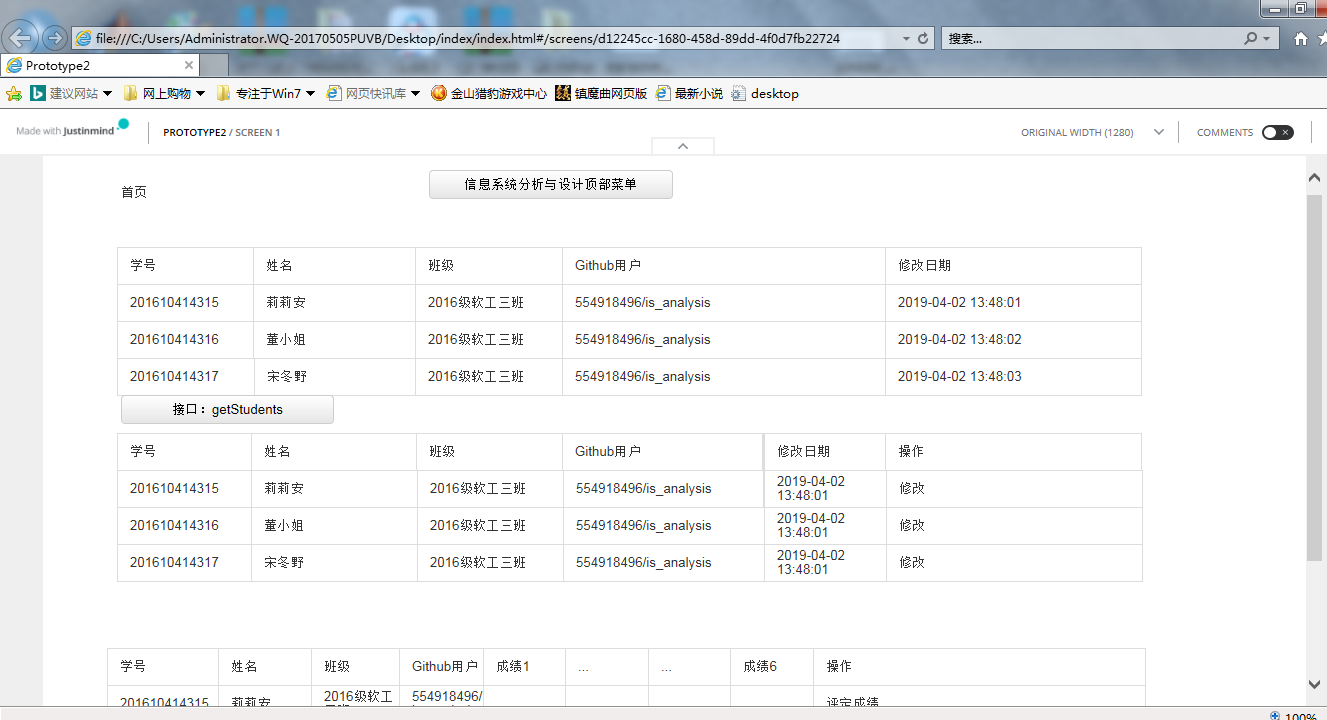 file:///C:/Users/Administrator.WQ-20170505PUVB/Desktop/index/index.html#/screens/d12245cc-1680-458d-89dd-4f0d7fb22724 搜索...
Prototype2
建议网站 网上购物 专注于Win7 网页快讯库 金山猎豹游戏中心 镇魔曲网页版 最新小说 desktop
Made with Justinmind PROTOTYPE2 / SCREEN 1 ORIGINAL WIDTH (1280) COMMENTS
首页 信息系统分析与设计顶部菜单
学号 姓名 班级 Github用户 修改日期
201610414315 莉莉安 2016级软工三班 554918496/is_analysis 2019-04-02 13:48:01
201610414316 董小姐 2016级软工三班 554918496/is_analysis 2019-04-02 13:48:02
201610414317 宋冬野 2016级软工三班 554918496/is_analysis 2019-04-02 13:48:03
接口：getStudents
学号 姓名 班级 Github用户 修改日期 操作
201610414315 莉莉安 2016级软工三班 554918496/is_analysis 2019-04-02 13:48:01 修改
201610414316 董小姐 2016级软工三班 554918496/is_analysis 2019-04-02 13:48:01 修改
201610414317 宋冬野 2016级软工三班 554918496/is_analysis 2019-04-02 13:48:01 修改
学号 姓名 班级 Github用户 成绩1 ... ... 成绩6 操作
201610414315 莉莉安 2016级软工 554918496/ 评定成绩
100%